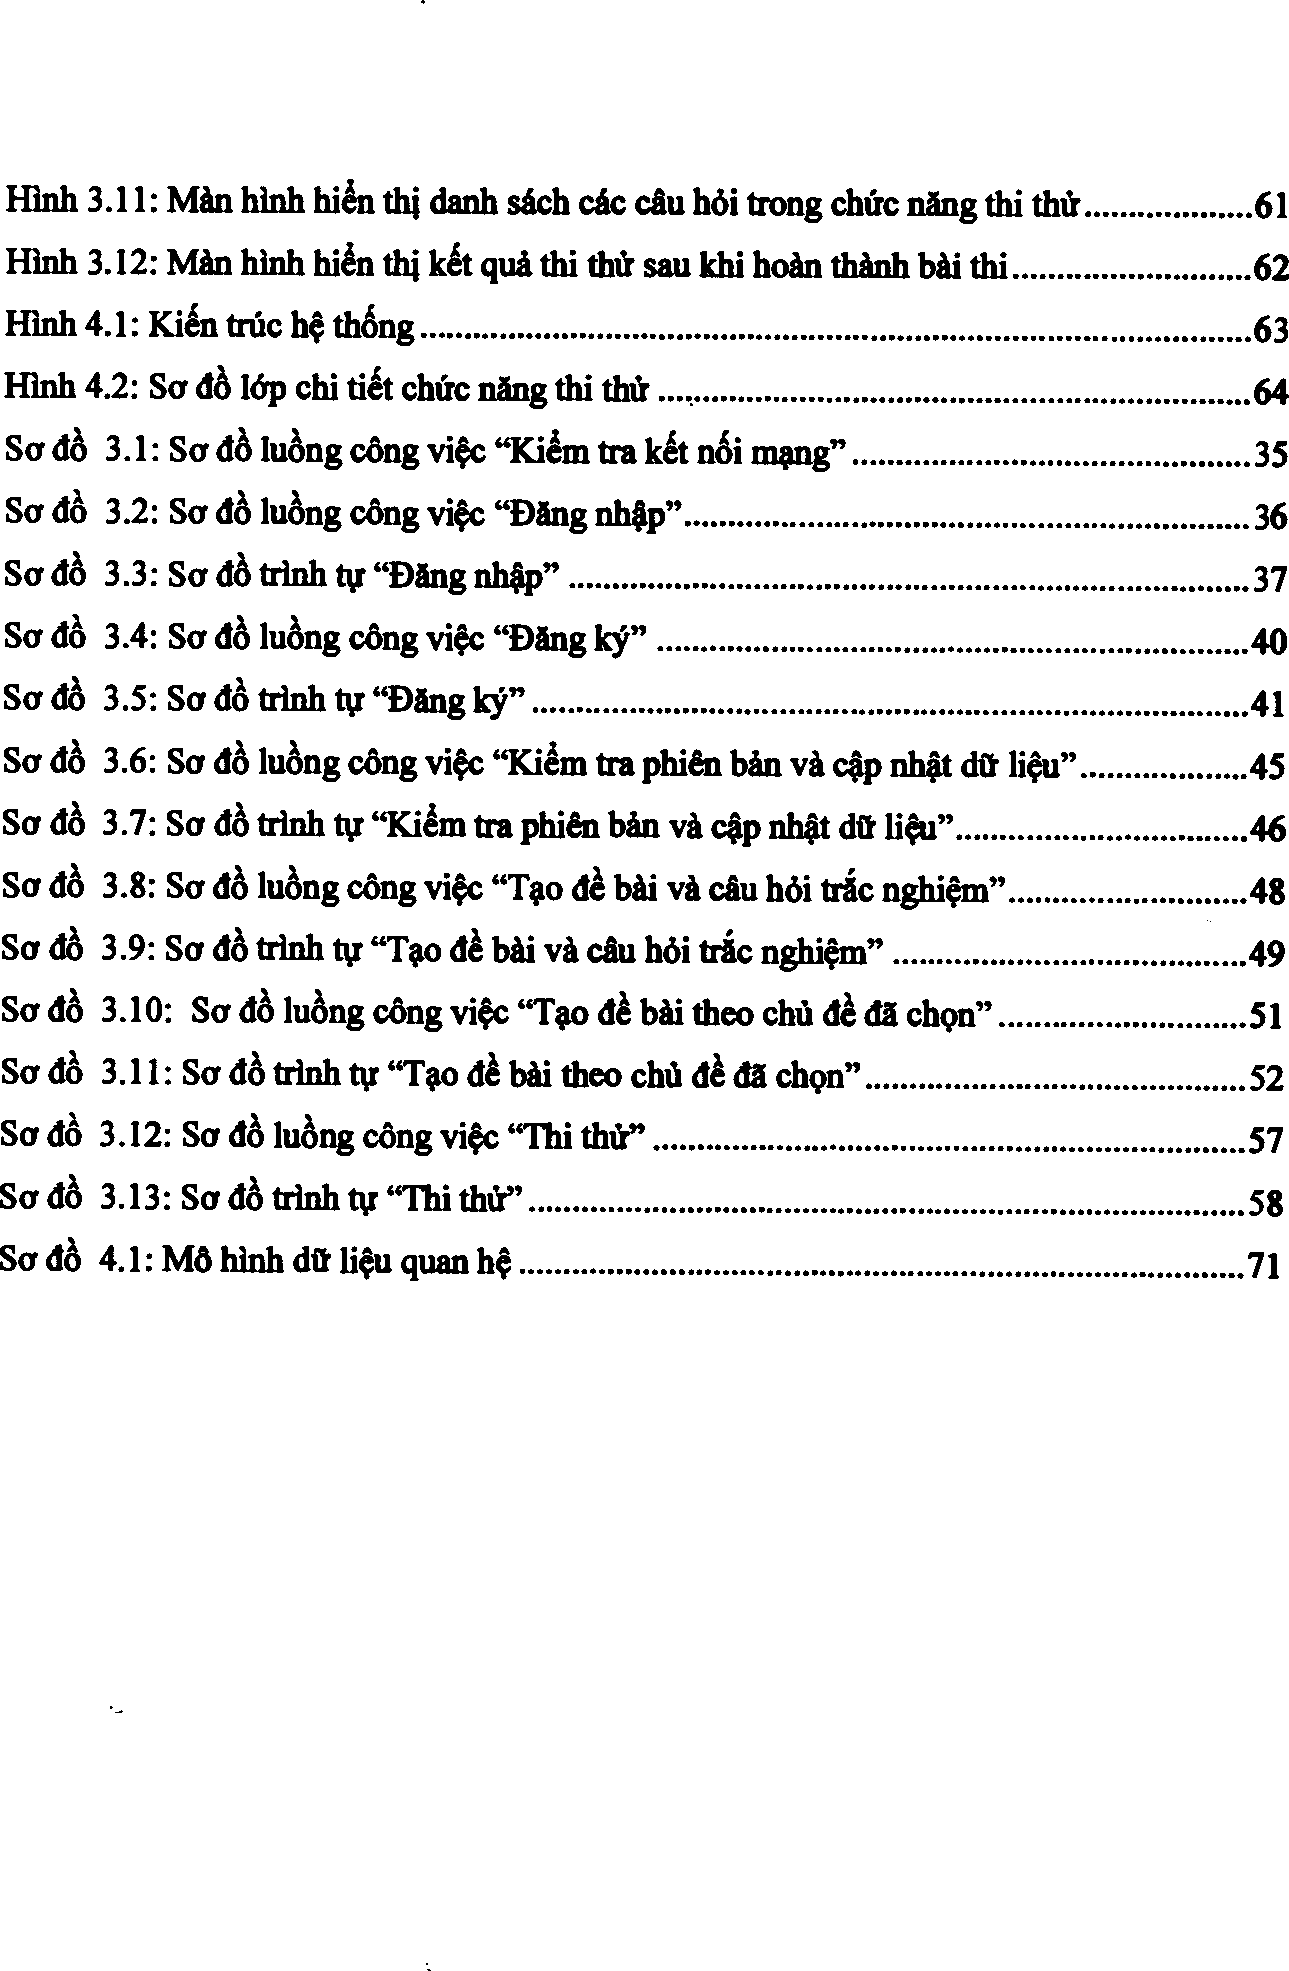 Hình 3.11: Màn hình hiển thị danh sách các câu hỏi trong chức năng thi thử...................61
Hình 3.12: Màn hình hiển thị kết quả thi thử sau khi hoàn thành bài thi...........................62
Hình 4.1: Kiến trúc hệ thống...............................................................................................63
Hình 4.2: Sơ đồ lớp chi tiết chức năng thi thử ...................................................................64
Sơ đồ 3.1: Sơ đồ luồng công việc “Kiểm tra kết nối mạng”.............................................35
Sơ đồ 3.2: Sơ đồ luồng công việc “Đăng nhập”................................................................36
Sơ đồ 3.3: Sơ đồ trình tự “Đăng nhập” .............................................................................37
Sơ đồ 3.4: Sơ đồ luồng công việc “Đăng ký” ...................................................................40
Sơ đồ 3.5: Sơ đồ trình tự “Đăng ký” .................................................................................41
Sơ đồ 3.6: Sơ đồ luồng công việc “Kiểm tra phiên bản và cập nhật dữ liệu”...................45
Sơ đồ 3.7: Sơ đồ trình tự “Kiểm tra phiên bản và cập nhật dữ liệu”.................................46
Sơ đồ 3.8: Sơ đồ luồng công việc “Tạo đề bài và câu hỏi trắc nghiệm”...........................48
Sơ đồ 3.9: Sơ đồ trình tự “Tạo đề bài và câu hỏi trắc nghiệm” ........................................49
Sơ đồ 3.10: Sơ đồ luồng công việc “Tạo đề bài theo chủ đề đã chọn”............................51
Sơ đồ 3.11: Sơ đồ trình tự “Tạo đề bài theo chủ đề đã chọn”...........................................52
Sơ đồ 3.12: Sơ đồ luồng công việc “Thi thử”...................................................................57
Sơ đồ 3.13: Sơ đồ trình tự “Thi thử”.................................................................................58
Sơ đồ 4.1: Mô hình dữ liệu quan hệ ..................................................................................71